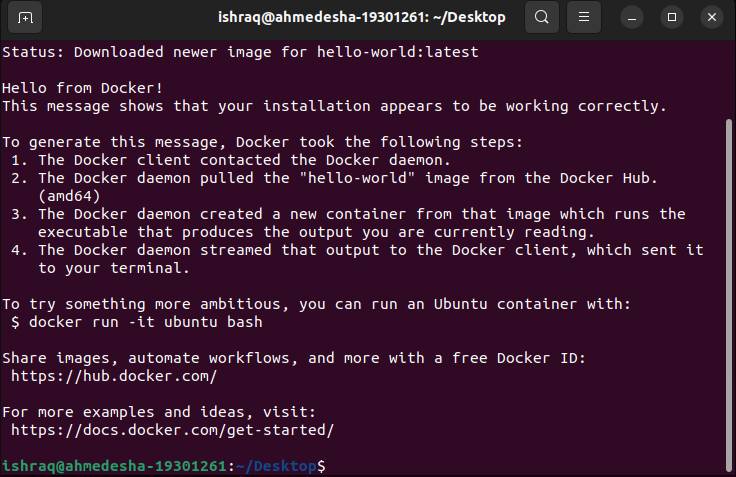 ishraq@ahmedesha-19301261: ~/Desktop
Status: Downloaded newer image for hello-world:latest
Hello from Docker!
This message shows that your installation appears to be working correctly.
To generate this message, Docker took the following steps:
1. The Docker client contacted the Docker daemon.
2. The Docker daemon pulled the "hello-world" image from the Docker Hub.
(amd64)
3. The Docker daemon created a new container from that image which runs the
executable that produces the output you are currently reading.
4. The Docker daemon streamed that output to the Docker client, which sent it
to your terminal.
To try something more ambitious, you can run an Ubuntu container with:
$ docker run -it ubuntu bash
Share images, automate workflows, and more with a free Docker ID:
https://hub.docker.com/
For more examples and ideas, visit:
https://docs.docker.com/get-started/
ishraq@ahmedesha-19301261:~/Desktop$